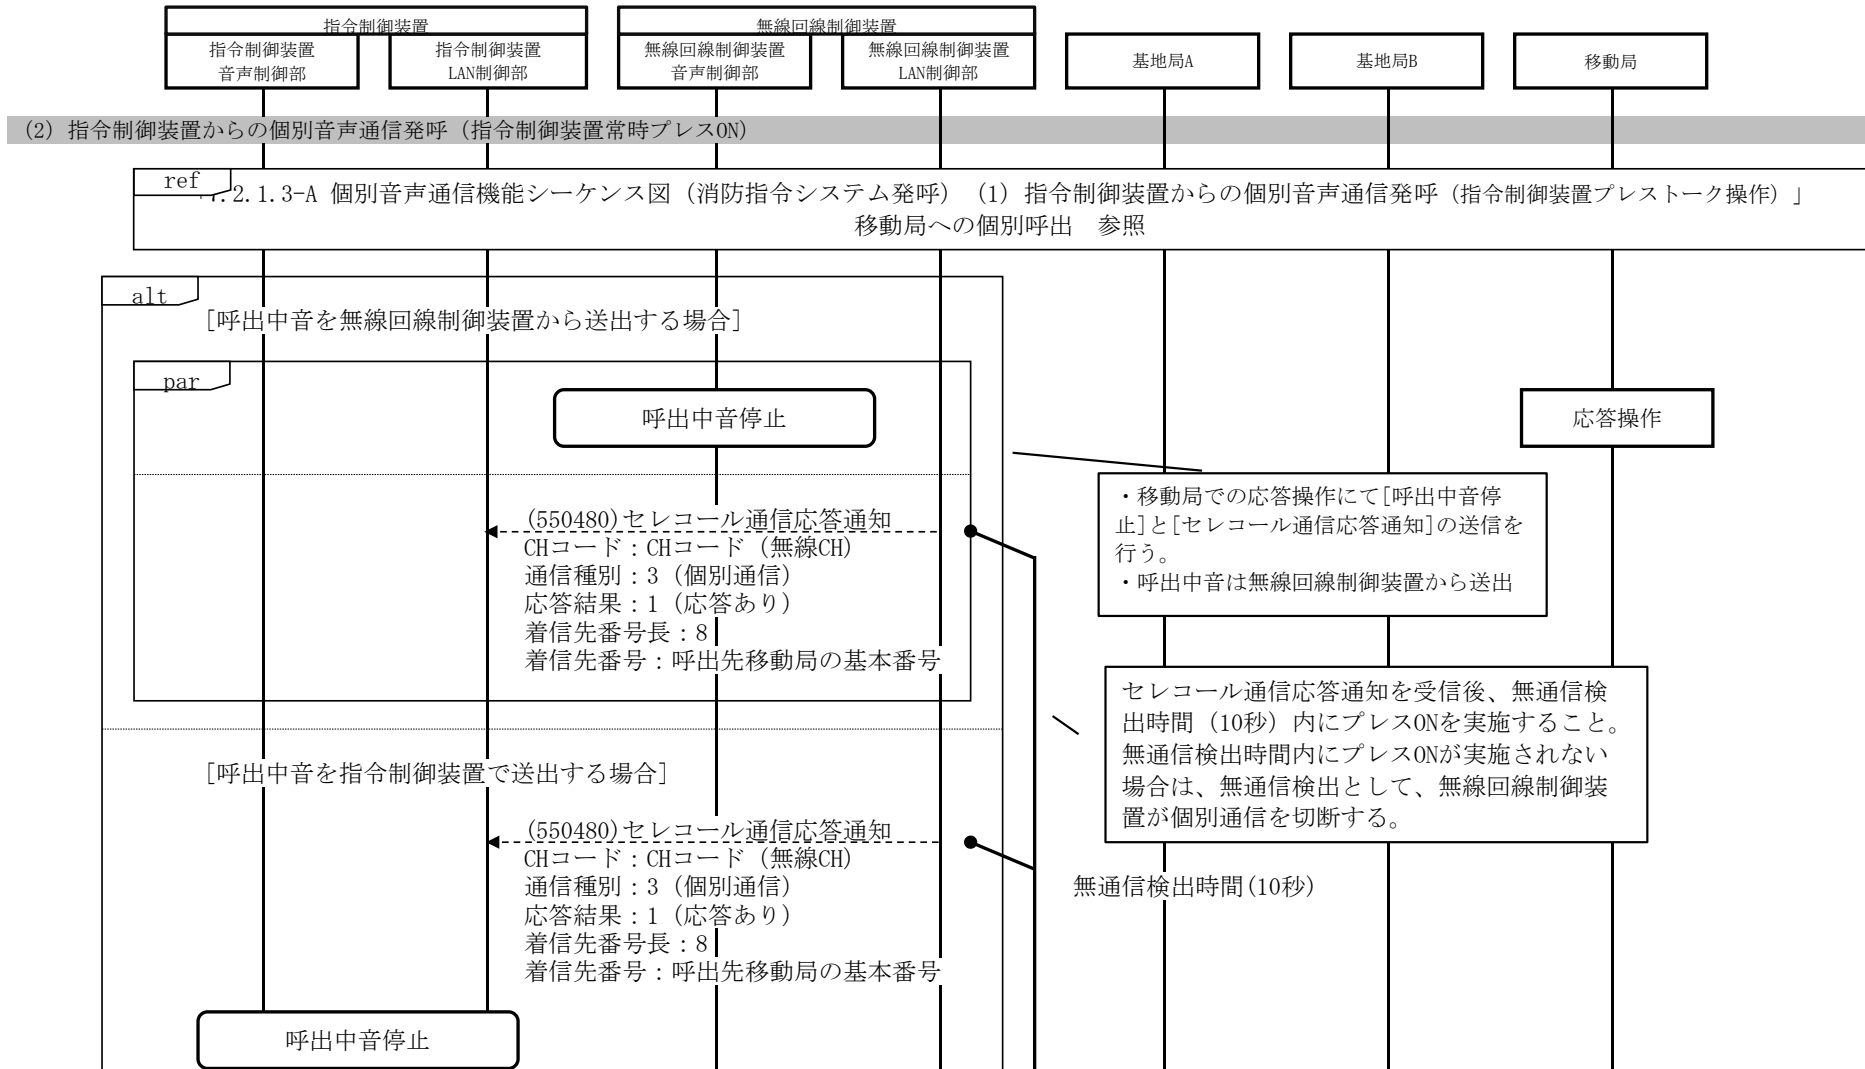 指令制御装置
無線回線制御装置
指令制御装置
音声制御部
指令制御装置
LAN制御部
無線回線制御装置
音声制御部
無線回線制御装置
LAN制御部
基地局A
基地局B
移動局
(2) 指令制御装置からの個別音声通信発呼（指令制御装置常時プレスON）
ref
.2.1.3-A 個別音声通信機能シーケンス図（消防指令システム発呼）（1）指令制御装置からの個別音声通信発呼（指令制御装置プレストーク操作）」
移動局への個別呼出　参照
alt
[呼出中音を無線回線制御装置から送出する場合]
par
呼出中音停止
応答操作
・移動局での応答操作にて[呼出中音停
止]と[セレコール通信応答通知]の送信を
行う。
・呼出中音は無線回線制御装置から送出
(550480)セレコール通信応答通知
CHコード：CHコード（無線CH）
通信種別：3（個別通信）
応答結果：1（応答あり）
着信先番号長：8
着信先番号：呼出先移動局の基本番号
セレコール通信応答通知を受信後、無通信検
出時間（10秒）内にプレスONを実施すること。
無通信検出時間内にプレスONが実施されない
場合は、無通信検出として、無線回線制御装
置が個別通信を切断する。
[呼出中音を指令制御装置で送出する場合]
(550480)セレコール通信応答通知
CHコード：CHコード（無線CH）
通信種別：3（個別通信）
応答結果：1（応答あり）
着信先番号長：8
着信先番号：呼出先移動局の基本番号
無通信検出時間(10秒)
呼出中音停止